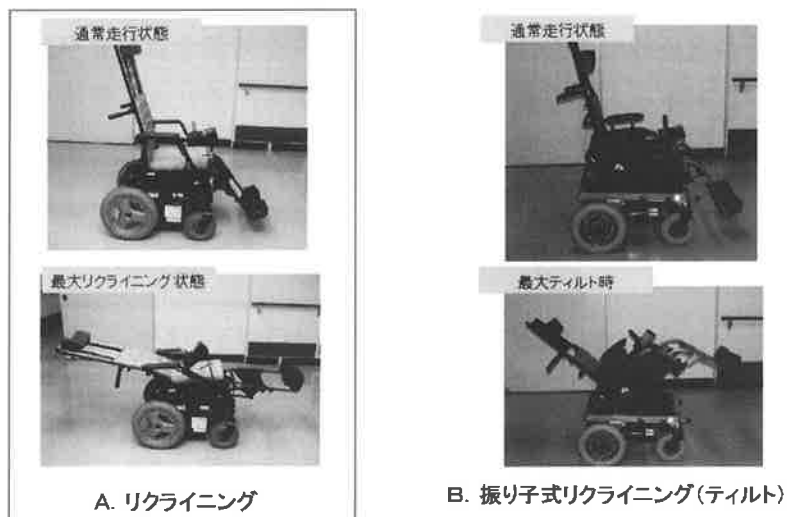 通常走行状態
最大リクライニング状態
A. リクライニング
通常走行状態
最大ティルト時
B. 振り子式リクライニング(ティルト)